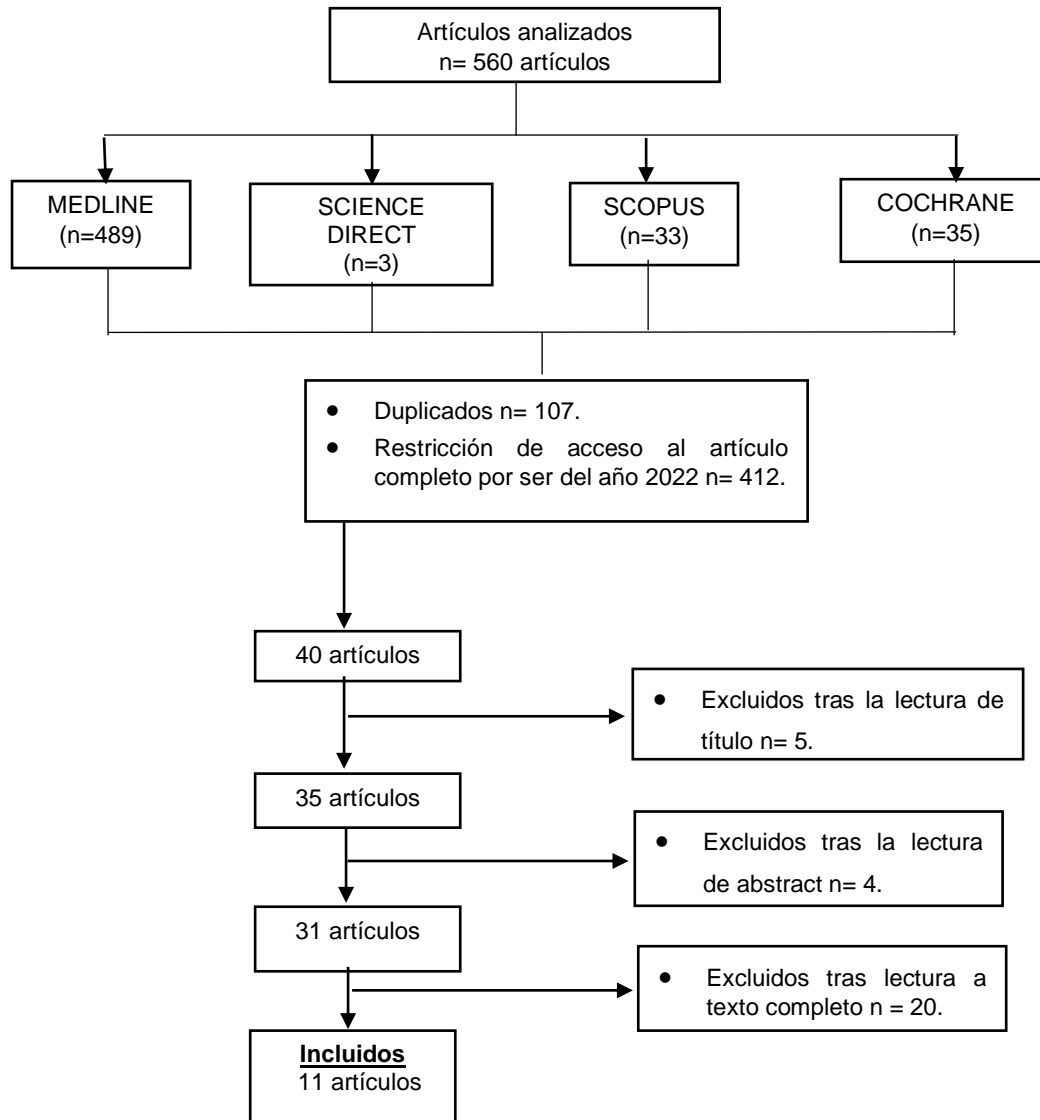 Artículos analizados
n= 560 artículos
MEDLINE
(n=489)
SCIENCE
DIRECT
(n=3)
SCOPUS
(n=33)
COCHRANE
(n=35)
● Duplicados n= 107.
● Restricción de acceso al artículo
completo por ser del año 2022 n= 412.
40 artículos
● Excluidos tras la lectura de
título n= 5.
35 artículos
● Excluidos tras la lectura
de abstract n= 4.
31 artículos
● Excluidos tras lectura a
texto completo n = 20.
Incluidos
11 artículos